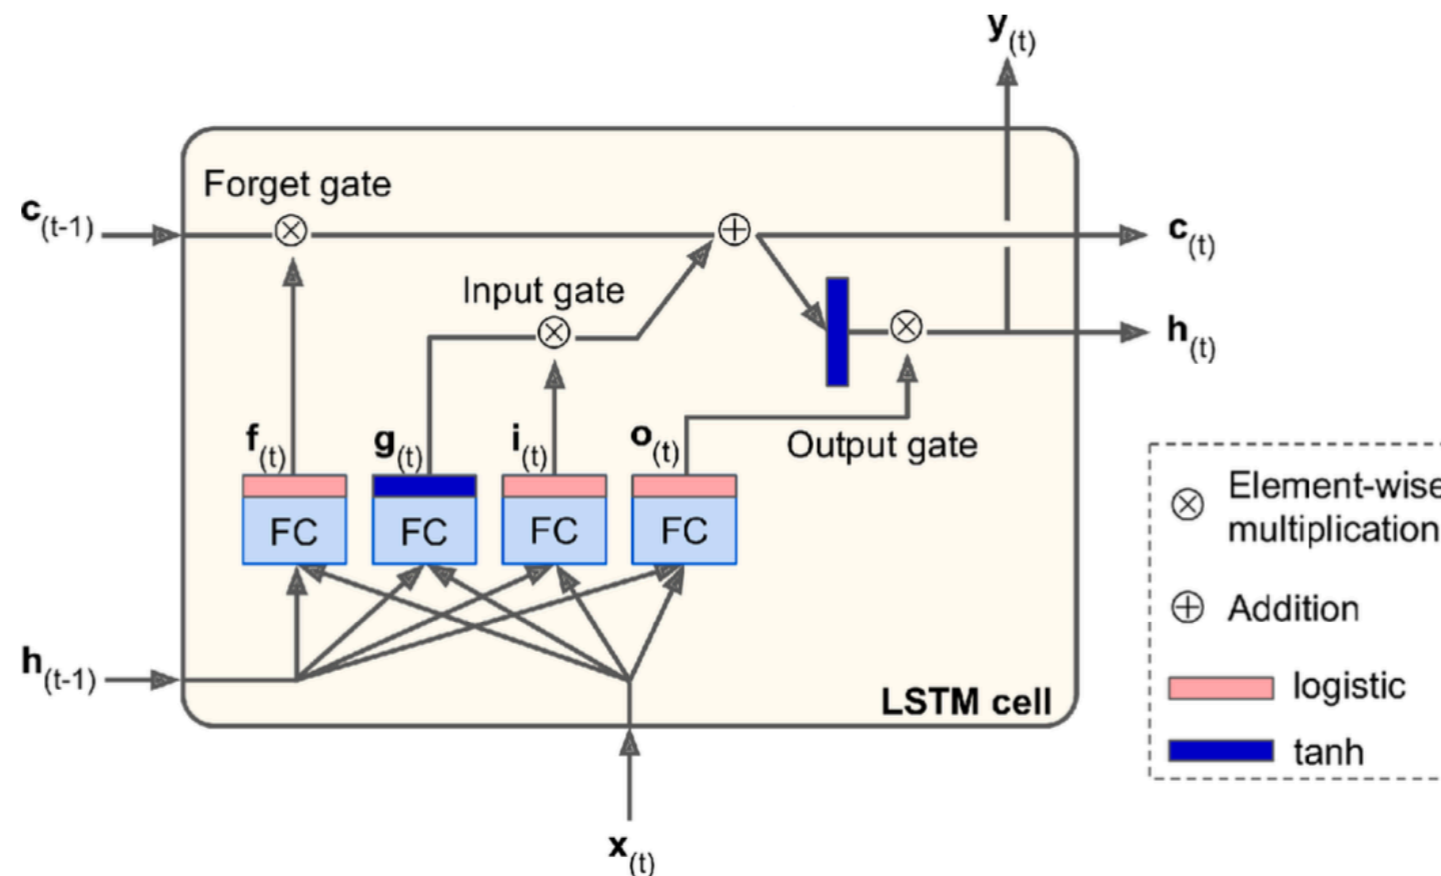 y(t)
Forget gate
c(t-1)
c(t)
Input gate
h(t)
f(t) g(t) i(t) o(t)
Output gate
FC FC FC FC
h(t-1)
LSTM cell
x(t)
Element-wise
multiplication
Addition
logistic
tanh